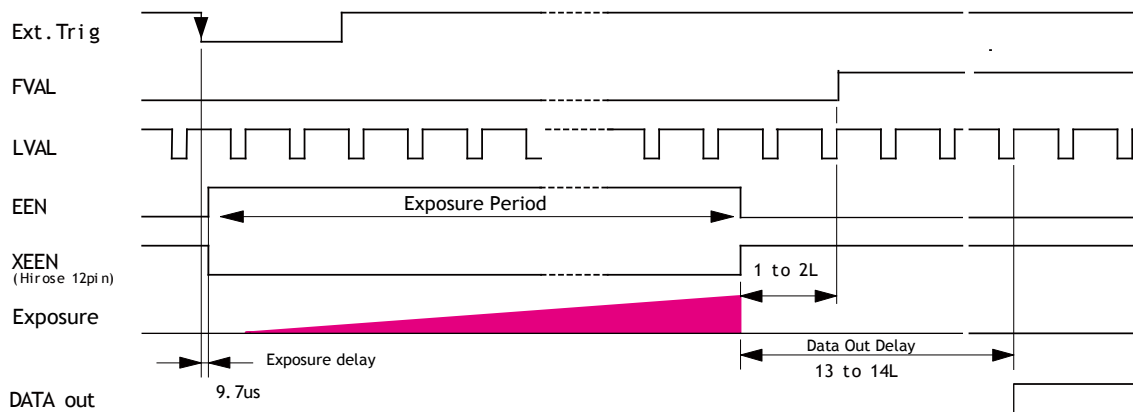 Ext.Trig
FVAL
LVAL
EEN
Exposure Period
XEEN
(Hirose 12pin)
1 to 2L
Exposure
Exposure delay
Data Out Delay
13 to 14L
9.7us
DATA out